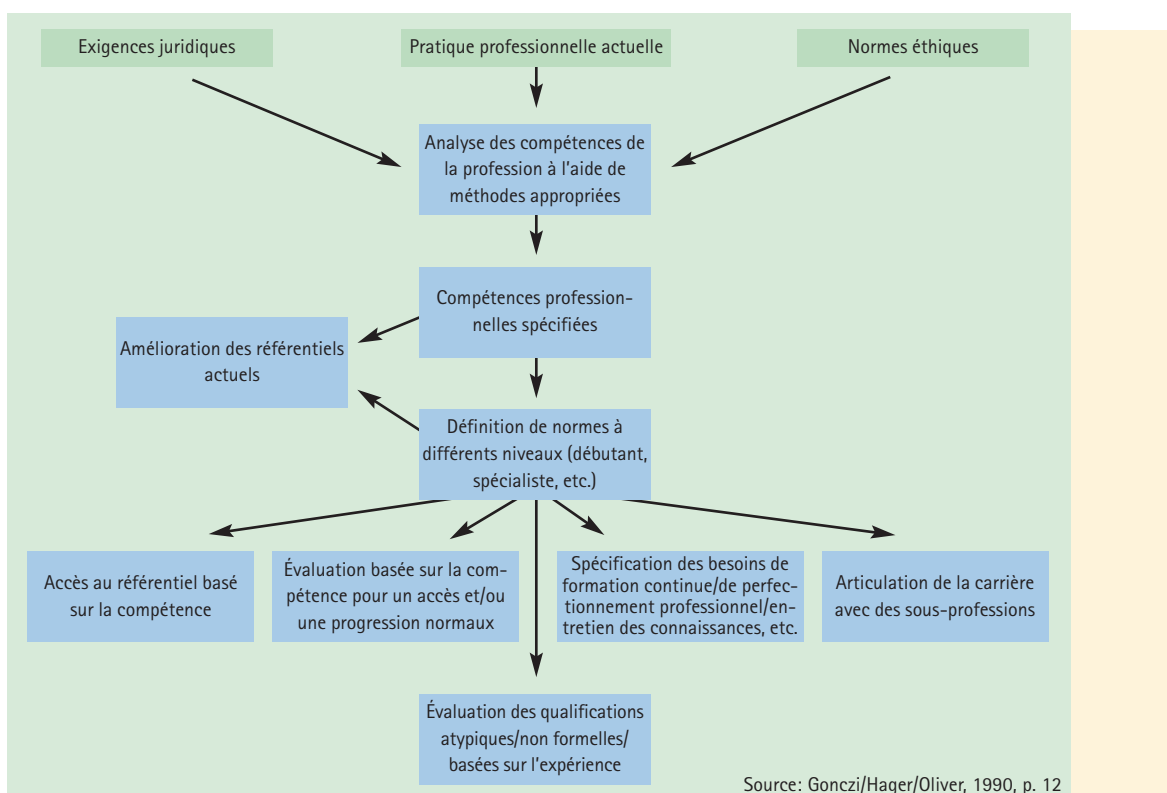 Exigences juridiques
Pratique professionnelle actuelle
Normes éthiques
Analyse des compétences de
la profession à l'aide de
méthodes appropriées
Compétences profession-
nelles spécifiées
Amélioration des référentiels
actuels
Définition de normes à
différents niveaux (débutant,
spécialiste, etc.)
Accès au référentiel basé
sur la compétence
Évaluation basée sur la com-
pétence pour un accès et/ou
une progression normaux
Spécification des besoins de
formation continue/de perfec-
tionnement professionnel/en-
tretien des connaissances, etc.
Articulation de la carrière
avec des sous-professions
Évaluation des qualifications
atypiques/non formelles/
basées sur l'expérience
Source: Gonczi/Hager/Oliver, 1990, p. 12